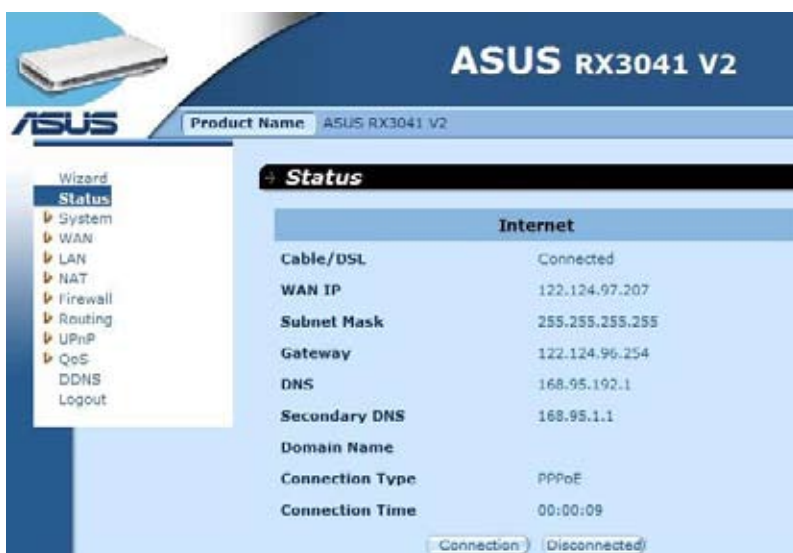 ASUS RX3041 V2
ASUS
Product Name ASUS RX3041 V2
Wizard
Status
System
WAN
LAN
NAT
Firewall
Routing
UPnP
QoS
DDNS
Logout
Status
Internet
Cable/DSL Connected
WAN IP 122.124.97.207
Subnet Mask 255.255.255.255
Gateway 122.124.96.254
DNS 168.95.192.1
Secondary DNS 168.95.1.1
Domain Name
Connection Type PPPoE
Connection Time 00:00:09
Connection Disconnected